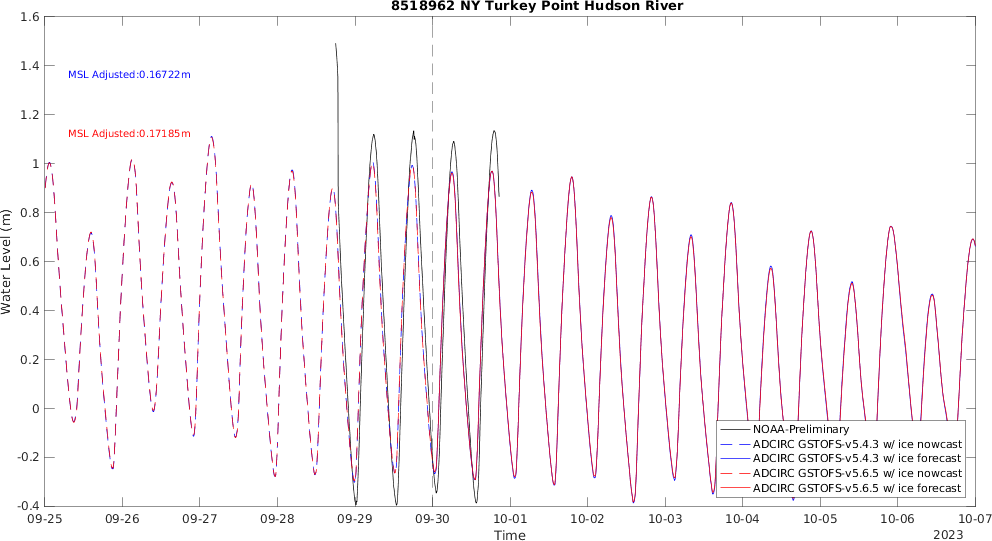 8518962 NY Turkey Point Hudson River
1.6
1.4
1.2
1
0.8
0.6
0.4
0.2
0
-0.2
-0.4
Water Level (m)
MSL Adjusted:0.16722m
MSL Adjusted:0.17185m
NOAA-Preliminary
ADCIRC GSTOFS-v5.4.3 w/ ice nowcast
ADCIRC GSTOFS-v5.4.3 w/ ice forecast
ADCIRC GSTOFS-v5.6.5 w/ ice nowcast
ADCIRC GSTOFS-v5.6.5 w/ ice forecast
09-25 09-26 09-27 09-28 09-29 09-30 10-01 10-02 10-03 10-04 10-05 10-06 10-07
Time
2023